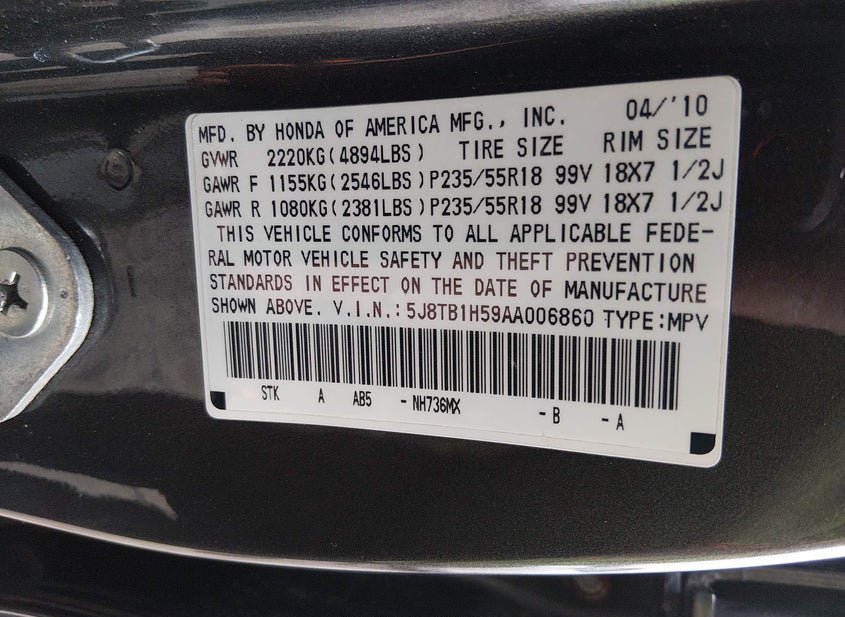 MFD. BY HONDA OF AMERICA MFG., INC. 04/'10
GVWR 2220KG(4894LBS) TIRE SIZE RIM SIZE
GAWR F 1155KG(2546LBS)P235/55R18 99V 18X7 1/2J
GAWR R 1080KG(2381LBS)P235/55R18 99V 18X7 1/2J
THIS VEHICLE CONFORMS TO ALL APPLICABLE FEDE-
RAL MOTOR VEHICLE SAFETY AND THEFT PREVENTION
STANDARDS IN EFFECT ON THE DATE OF MANUFACTURE
SHOWN ABOVE. V.I.N.:5J8TB1H59AA006860 TYPE:MPV
STK A AB5 -NH736MX -B -A